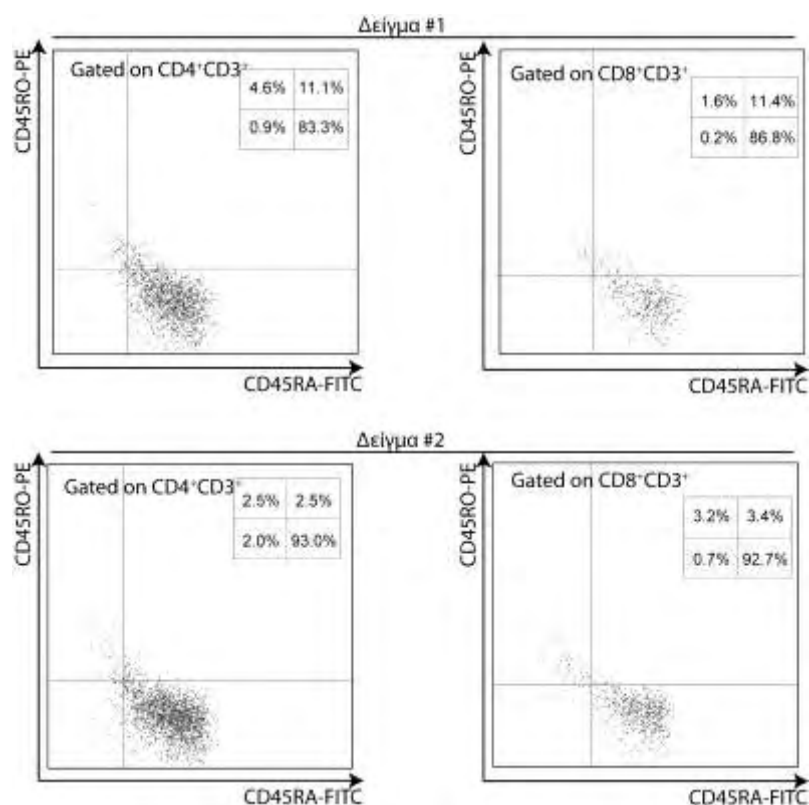 Δείγμα #1
CD45RO-PE
Gated on CD4⁺CD3⁺
4.6% 11.1%
0.9% 83.3%
CD45RA-FITC
CD45RO-PE
Gated on CD8⁺CD3⁺
1.6% 11.4%
0.2% 86.8%
CD45RA-FITC
Δείγμα #2
CD45RO-PE
Gated on CD4⁺CD3⁺
2.5% 2.5%
2.0% 93.0%
CD45RA-FITC
CD45RO-PE
Gated on CD8⁺CD3⁺
3.2% 3.4%
0.7% 92.7%
CD45RA-FITC